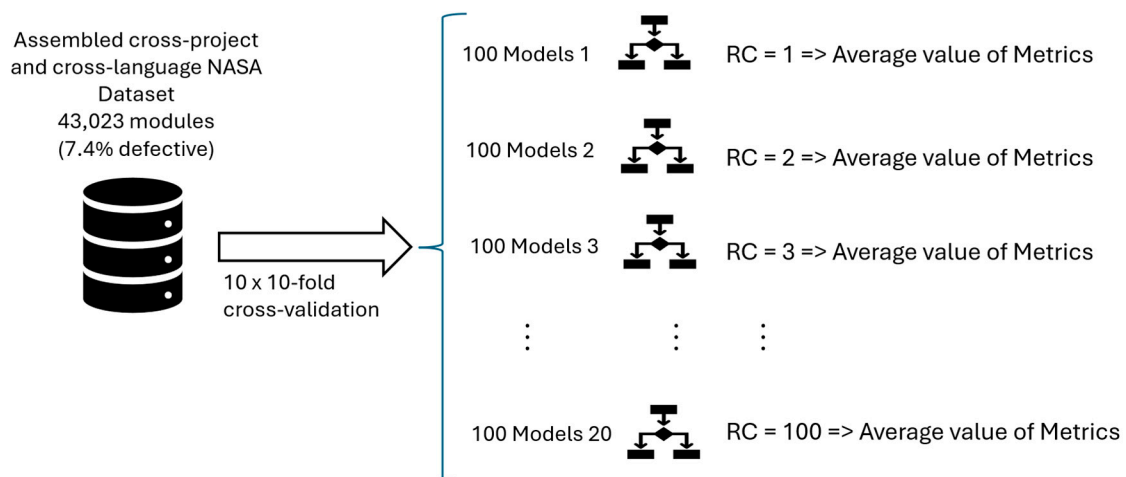 Assembled cross-project
and cross-language NASA
Dataset
43,023 modules
(7.4% defective)
10 x 10-fold
cross-validation
100 Models 1
RC = 1 => Average value of Metrics
100 Models 2
RC = 2 => Average value of Metrics
100 Models 3
RC = 3 => Average value of Metrics
100 Models 20
RC = 100 => Average value of Metrics